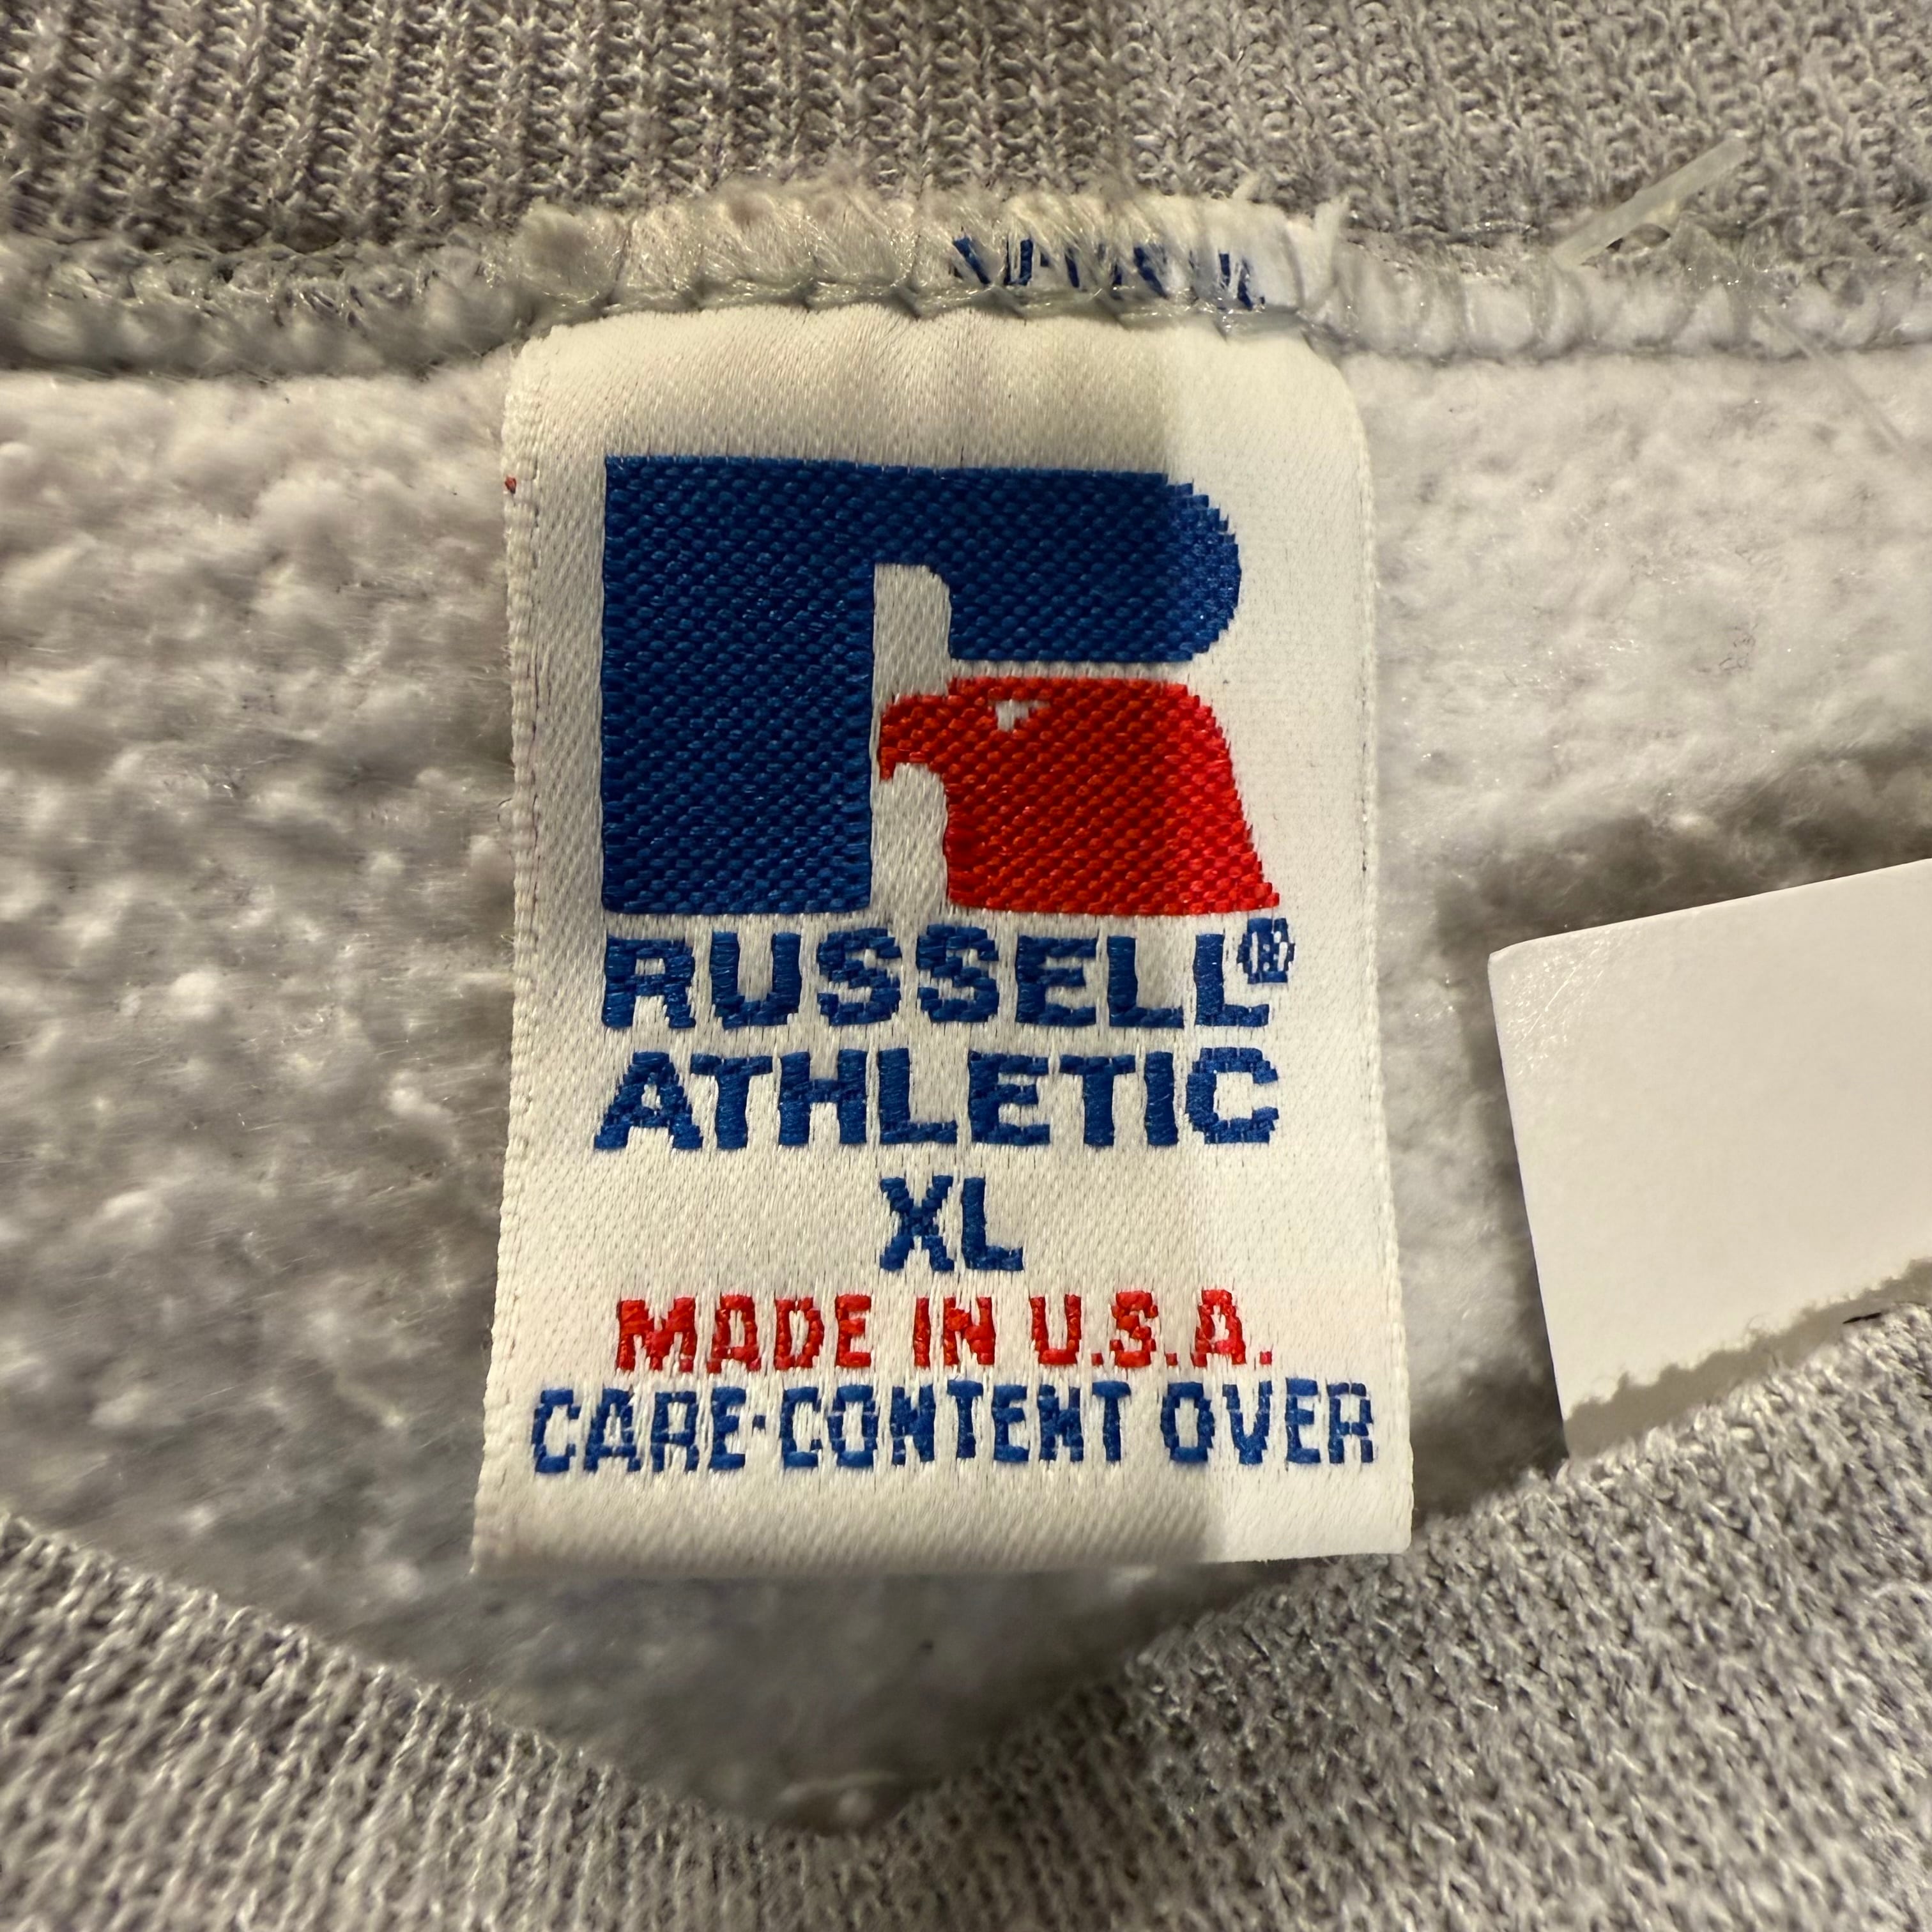 RUSSELL®
ATHLETIC
XL
MADE IN U.S.A.
CARE·CONTENT OVER